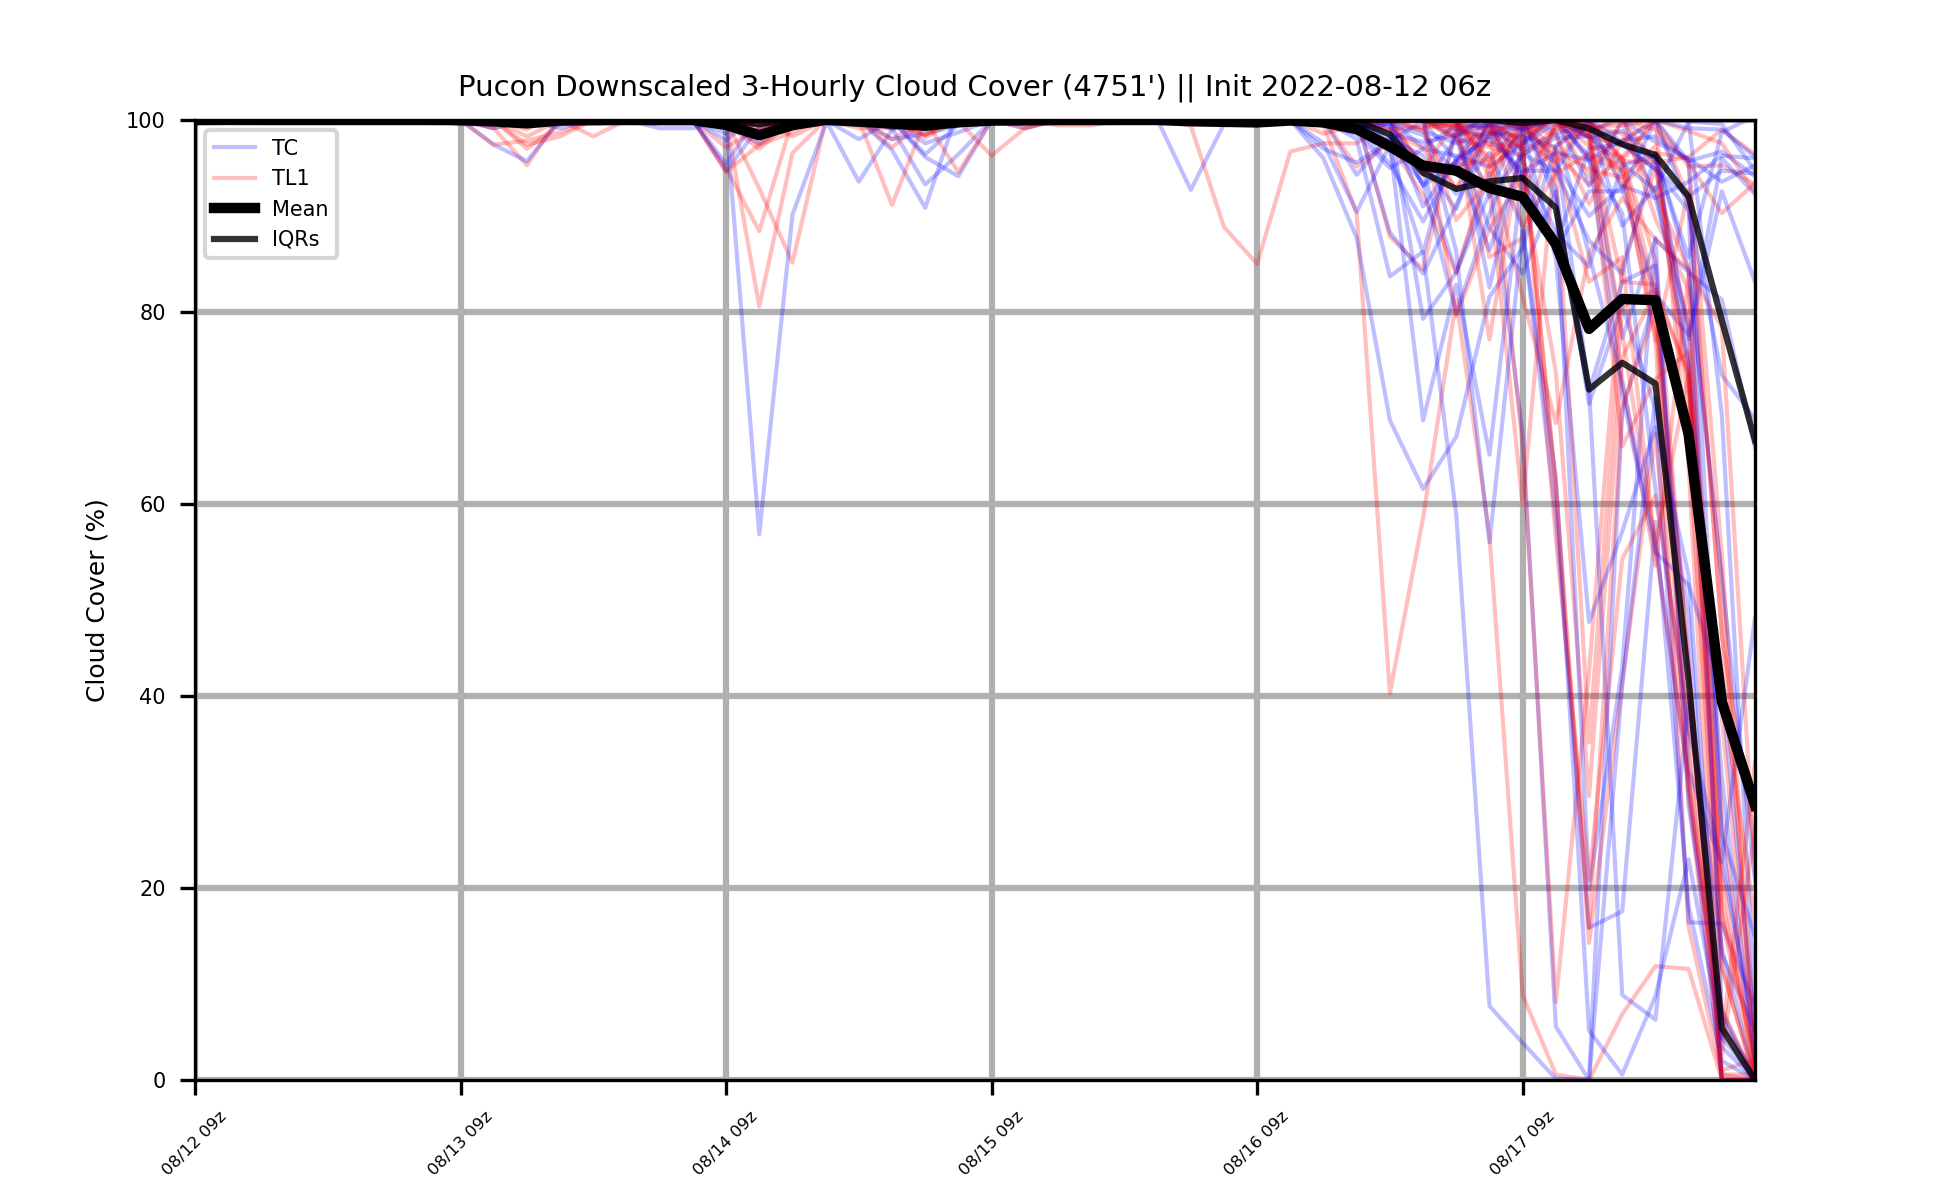 Pucon Downscaled 3-Hourly Cloud Cover (4751') || Init 2022-08-12 06z
100
80
60
40
20
0
Cloud Cover (%)
TC
TL1
Mean
IQRs
08/12 09z
08/13 09z
08/14 09z
08/15 09z
08/16 09z
08/17 09z